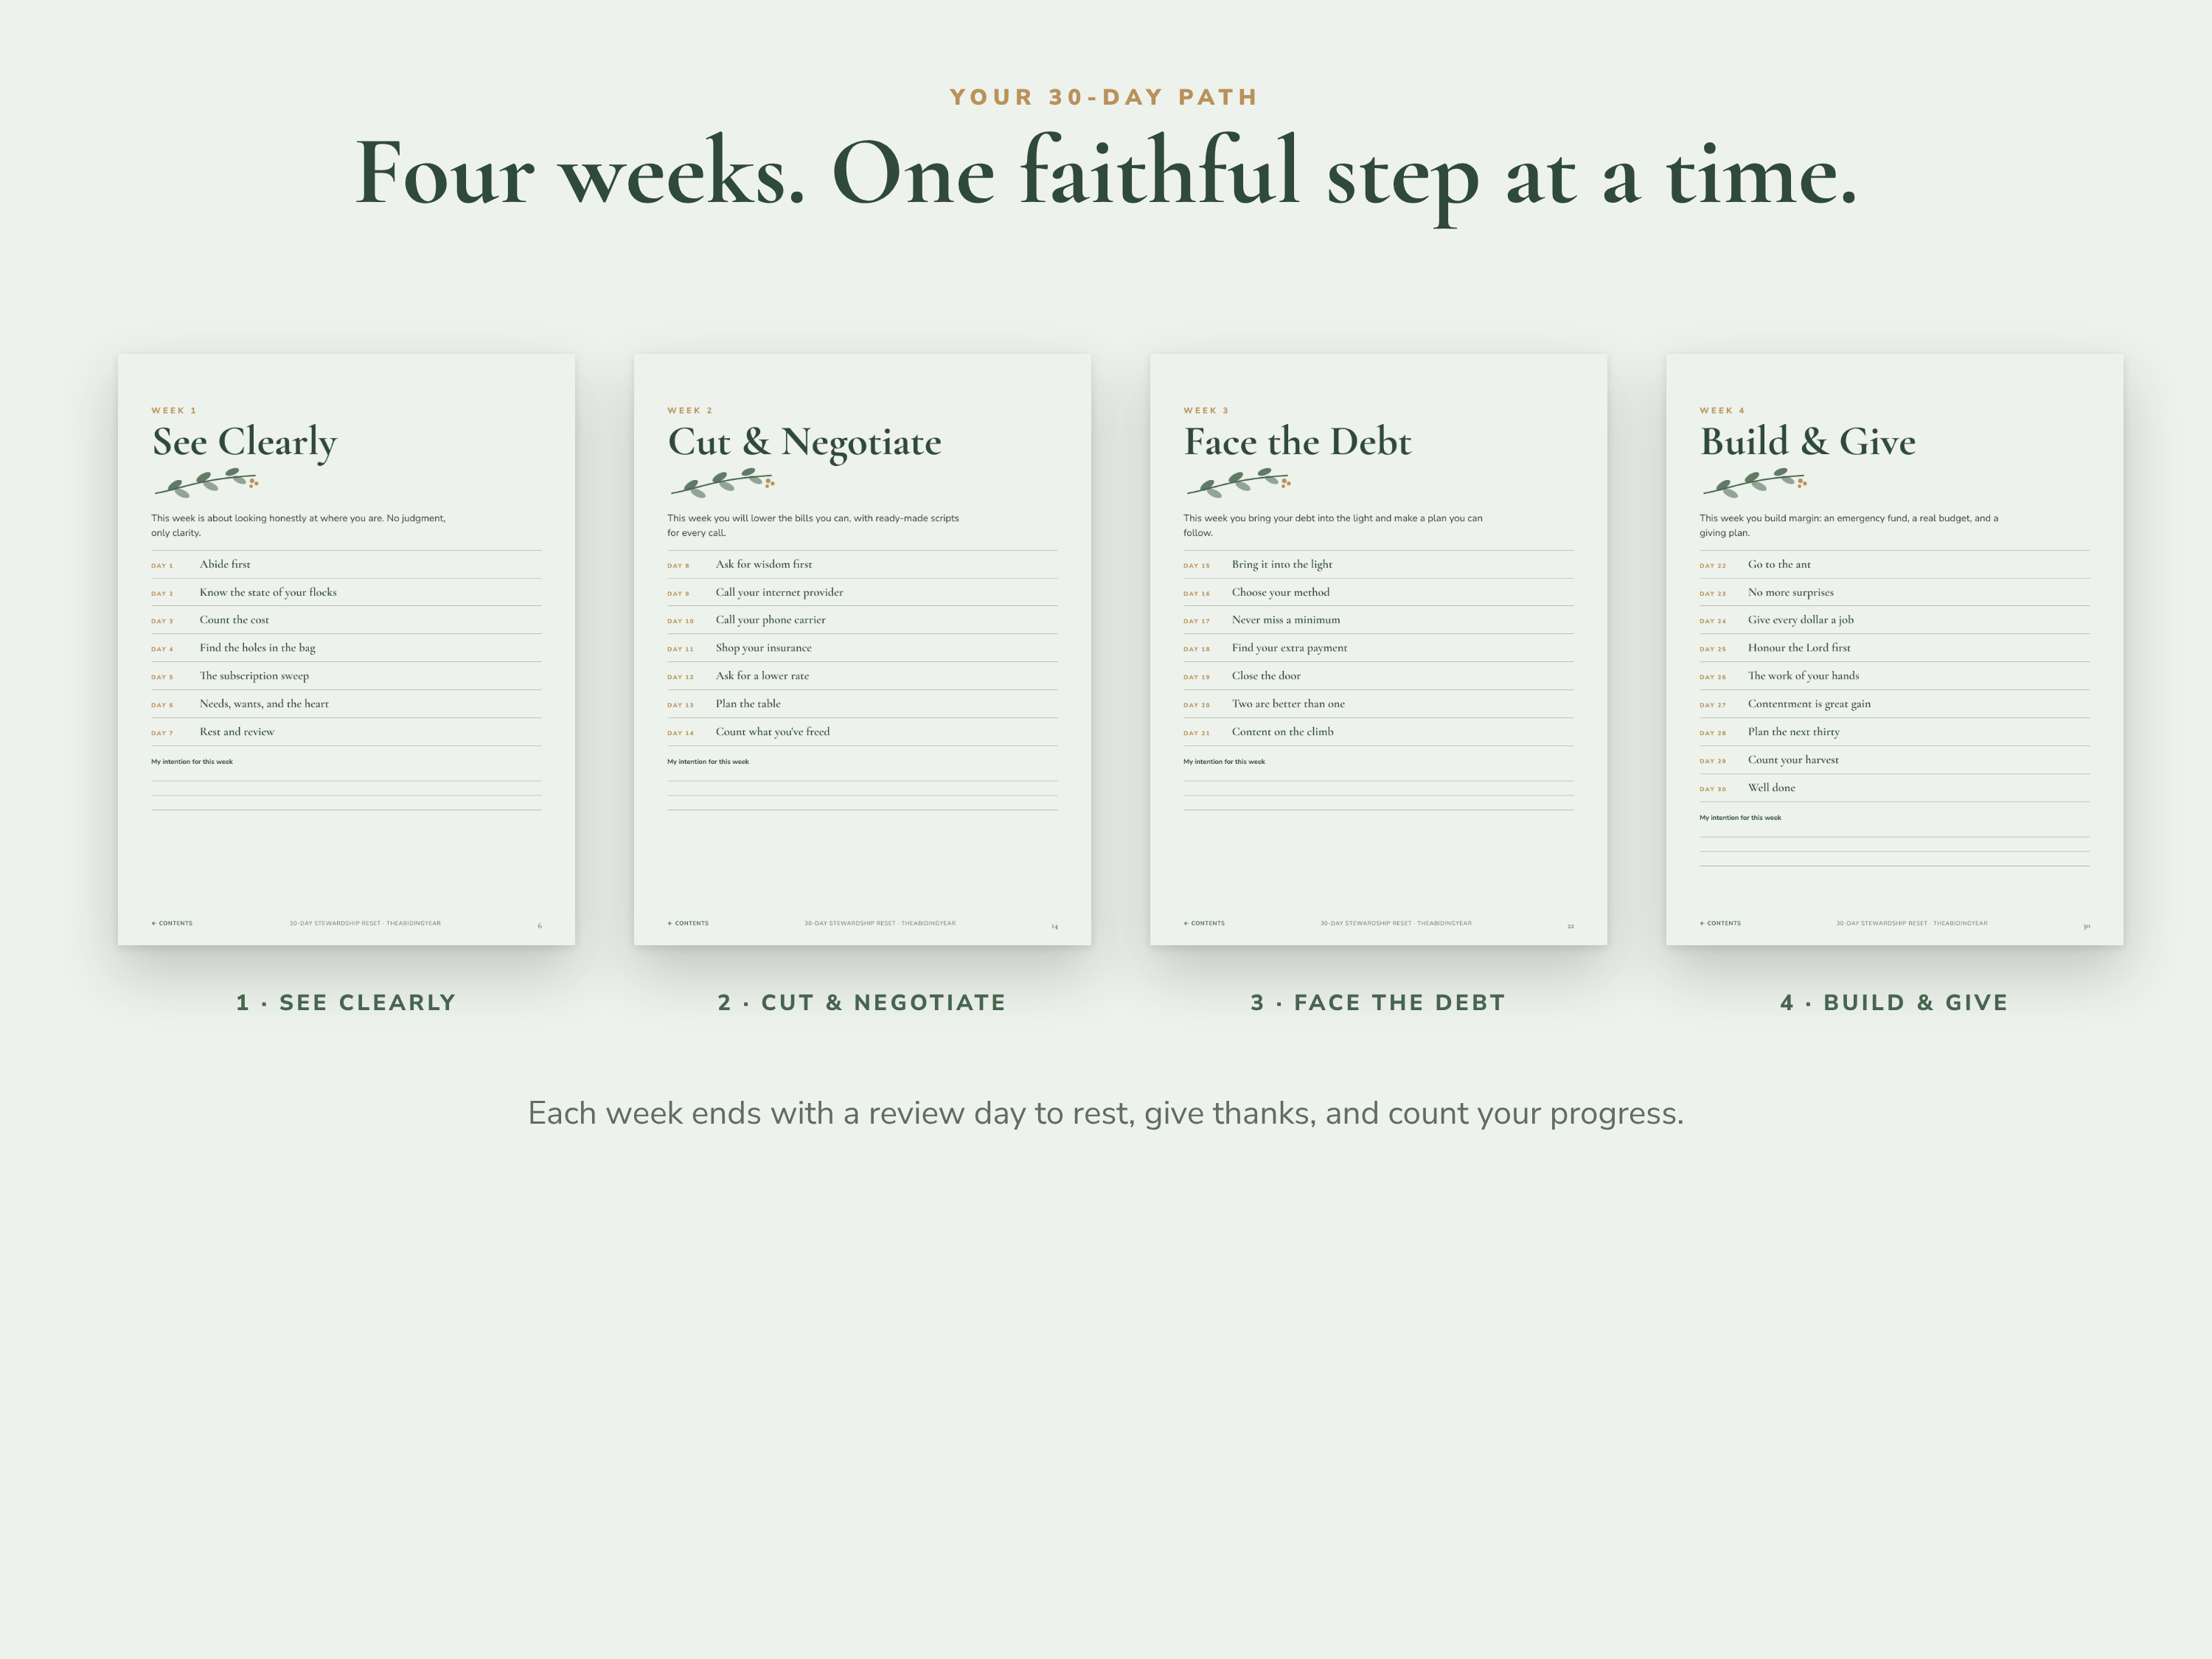 YOUR 30-DAY PATH
Four weeks. One faithful step at a time.
WEEK 1
See Clearly
This week is about looking honestly at where you are. No judgment,
only clarity.
DAY 1 Abide first
DAY 2 Know the state of your flocks
DAY 3 Count the cost
DAY 4 Find the holes in the bag
DAY 5 The subscription sweep
DAY 6 Needs, wants, and the heart
DAY 7 Rest and review
My intention for this week
← CONTENTS 30-DAY STEWARDSHIP RESET · THEABIDINGYEAR 6
WEEK 2
Cut & Negotiate
This week you will lower the bills you can, with ready-made scripts
for every call.
DAY 8 Ask for wisdom first
DAY 9 Call your internet provider
DAY 10 Call your phone carrier
DAY 11 Shop your insurance
DAY 12 Ask for a lower rate
DAY 13 Plan the table
DAY 14 Count what you've freed
My intention for this week
← CONTENTS 30-DAY STEWARDSHIP RESET · THEABIDINGYEAR 14
WEEK 3
Face the Debt
This week you bring your debt into the light and make a plan you can
follow.
DAY 15 Bring it into the light
DAY 16 Choose your method
DAY 17 Never miss a minimum
DAY 18 Find your extra payment
DAY 19 Close the door
DAY 20 Two are better than one
DAY 21 Content on the climb
My intention for this week
← CONTENTS 30-DAY STEWARDSHIP RESET · THEABIDINGYEAR 22
WEEK 4
Build & Give
This week you build margin: an emergency fund, a real budget, and a
giving plan.
DAY 22 Go to the ant
DAY 23 No more surprises
DAY 24 Give every dollar a job
DAY 25 Honour the Lord first
DAY 26 The work of your hands
DAY 27 Contentment is great gain
DAY 28 Plan the next thirty
DAY 29 Count your harvest
DAY 30 Well done
My intention for this week
← CONTENTS 30-DAY STEWARDSHIP RESET · THEABIDINGYEAR 30
1 · SEE CLEARLY
2 · CUT & NEGOTIATE
3 · FACE THE DEBT
4 · BUILD & GIVE
Each week ends with a review day to rest, give thanks, and count your progress.